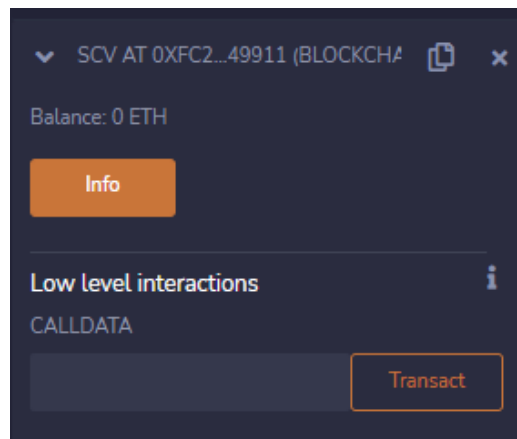 SCV AT 0XFC2...49911 (BLOCKCHA
Balance: 0 ETH
Info
Low level interactions
CALLDATA
Transact